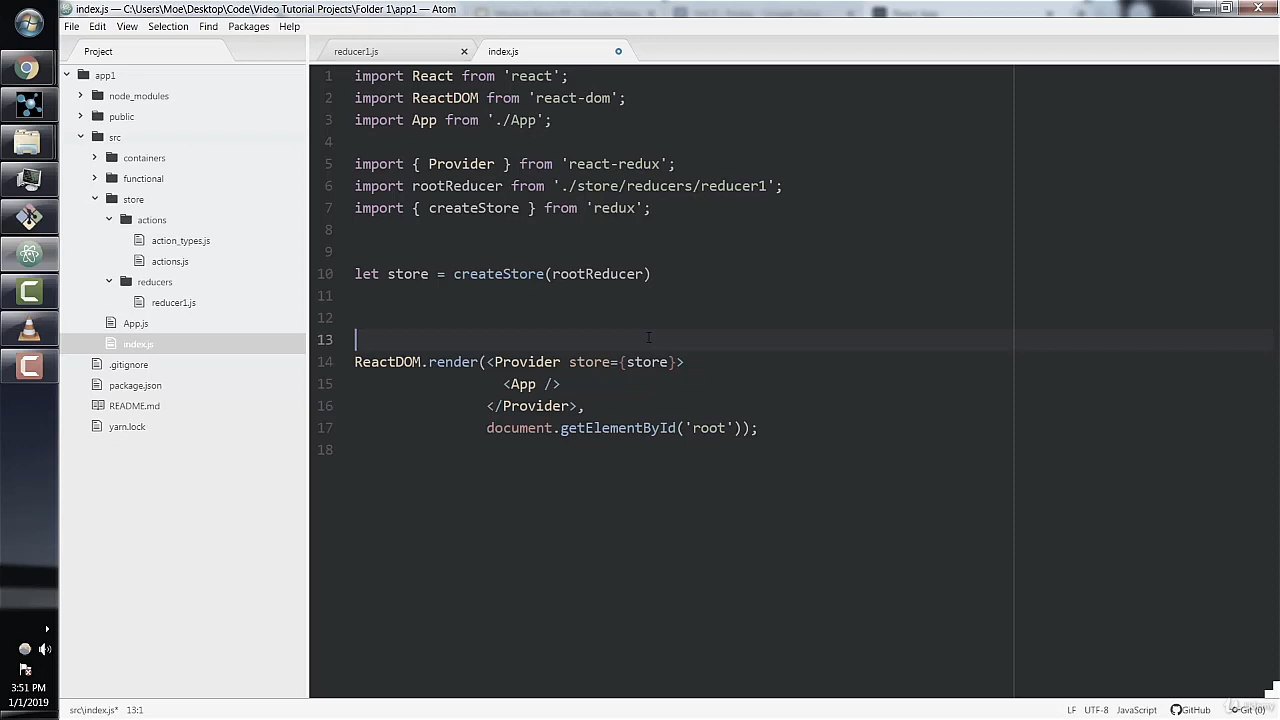 index.js — C:\Users\Moe\Desktop\Code\Video Tutorial Projects\Folder 1\app1 — Atom
File Edit View Selection Find Packages Help
Project
reducer1.js
index.js
app1
node_modules
public
src
containers
functional
store
actions
action_types.js
actions.js
reducers
reducer1.js
App.js
index.js
.gitignore
package.json
README.md
yarn.lock
1 import React from 'react';
2 import ReactDOM from 'react-dom';
3 import App from './App';
4
5 import { Provider } from 'react-redux';
6 import rootReducer from './store/reducers/reducer1';
7 import { createStore } from 'redux';
8
9
10 let store = createStore(rootReducer)
11
12
13
14 ReactDOM.render(<Provider store={store}>
15 <App />
16 </Provider>,
17 document.getElementById('root'));
18
3:51 PM
1/1/2019
src\index.js* 13:1
LF UTF-8 JavaScript GitHub Git (0)